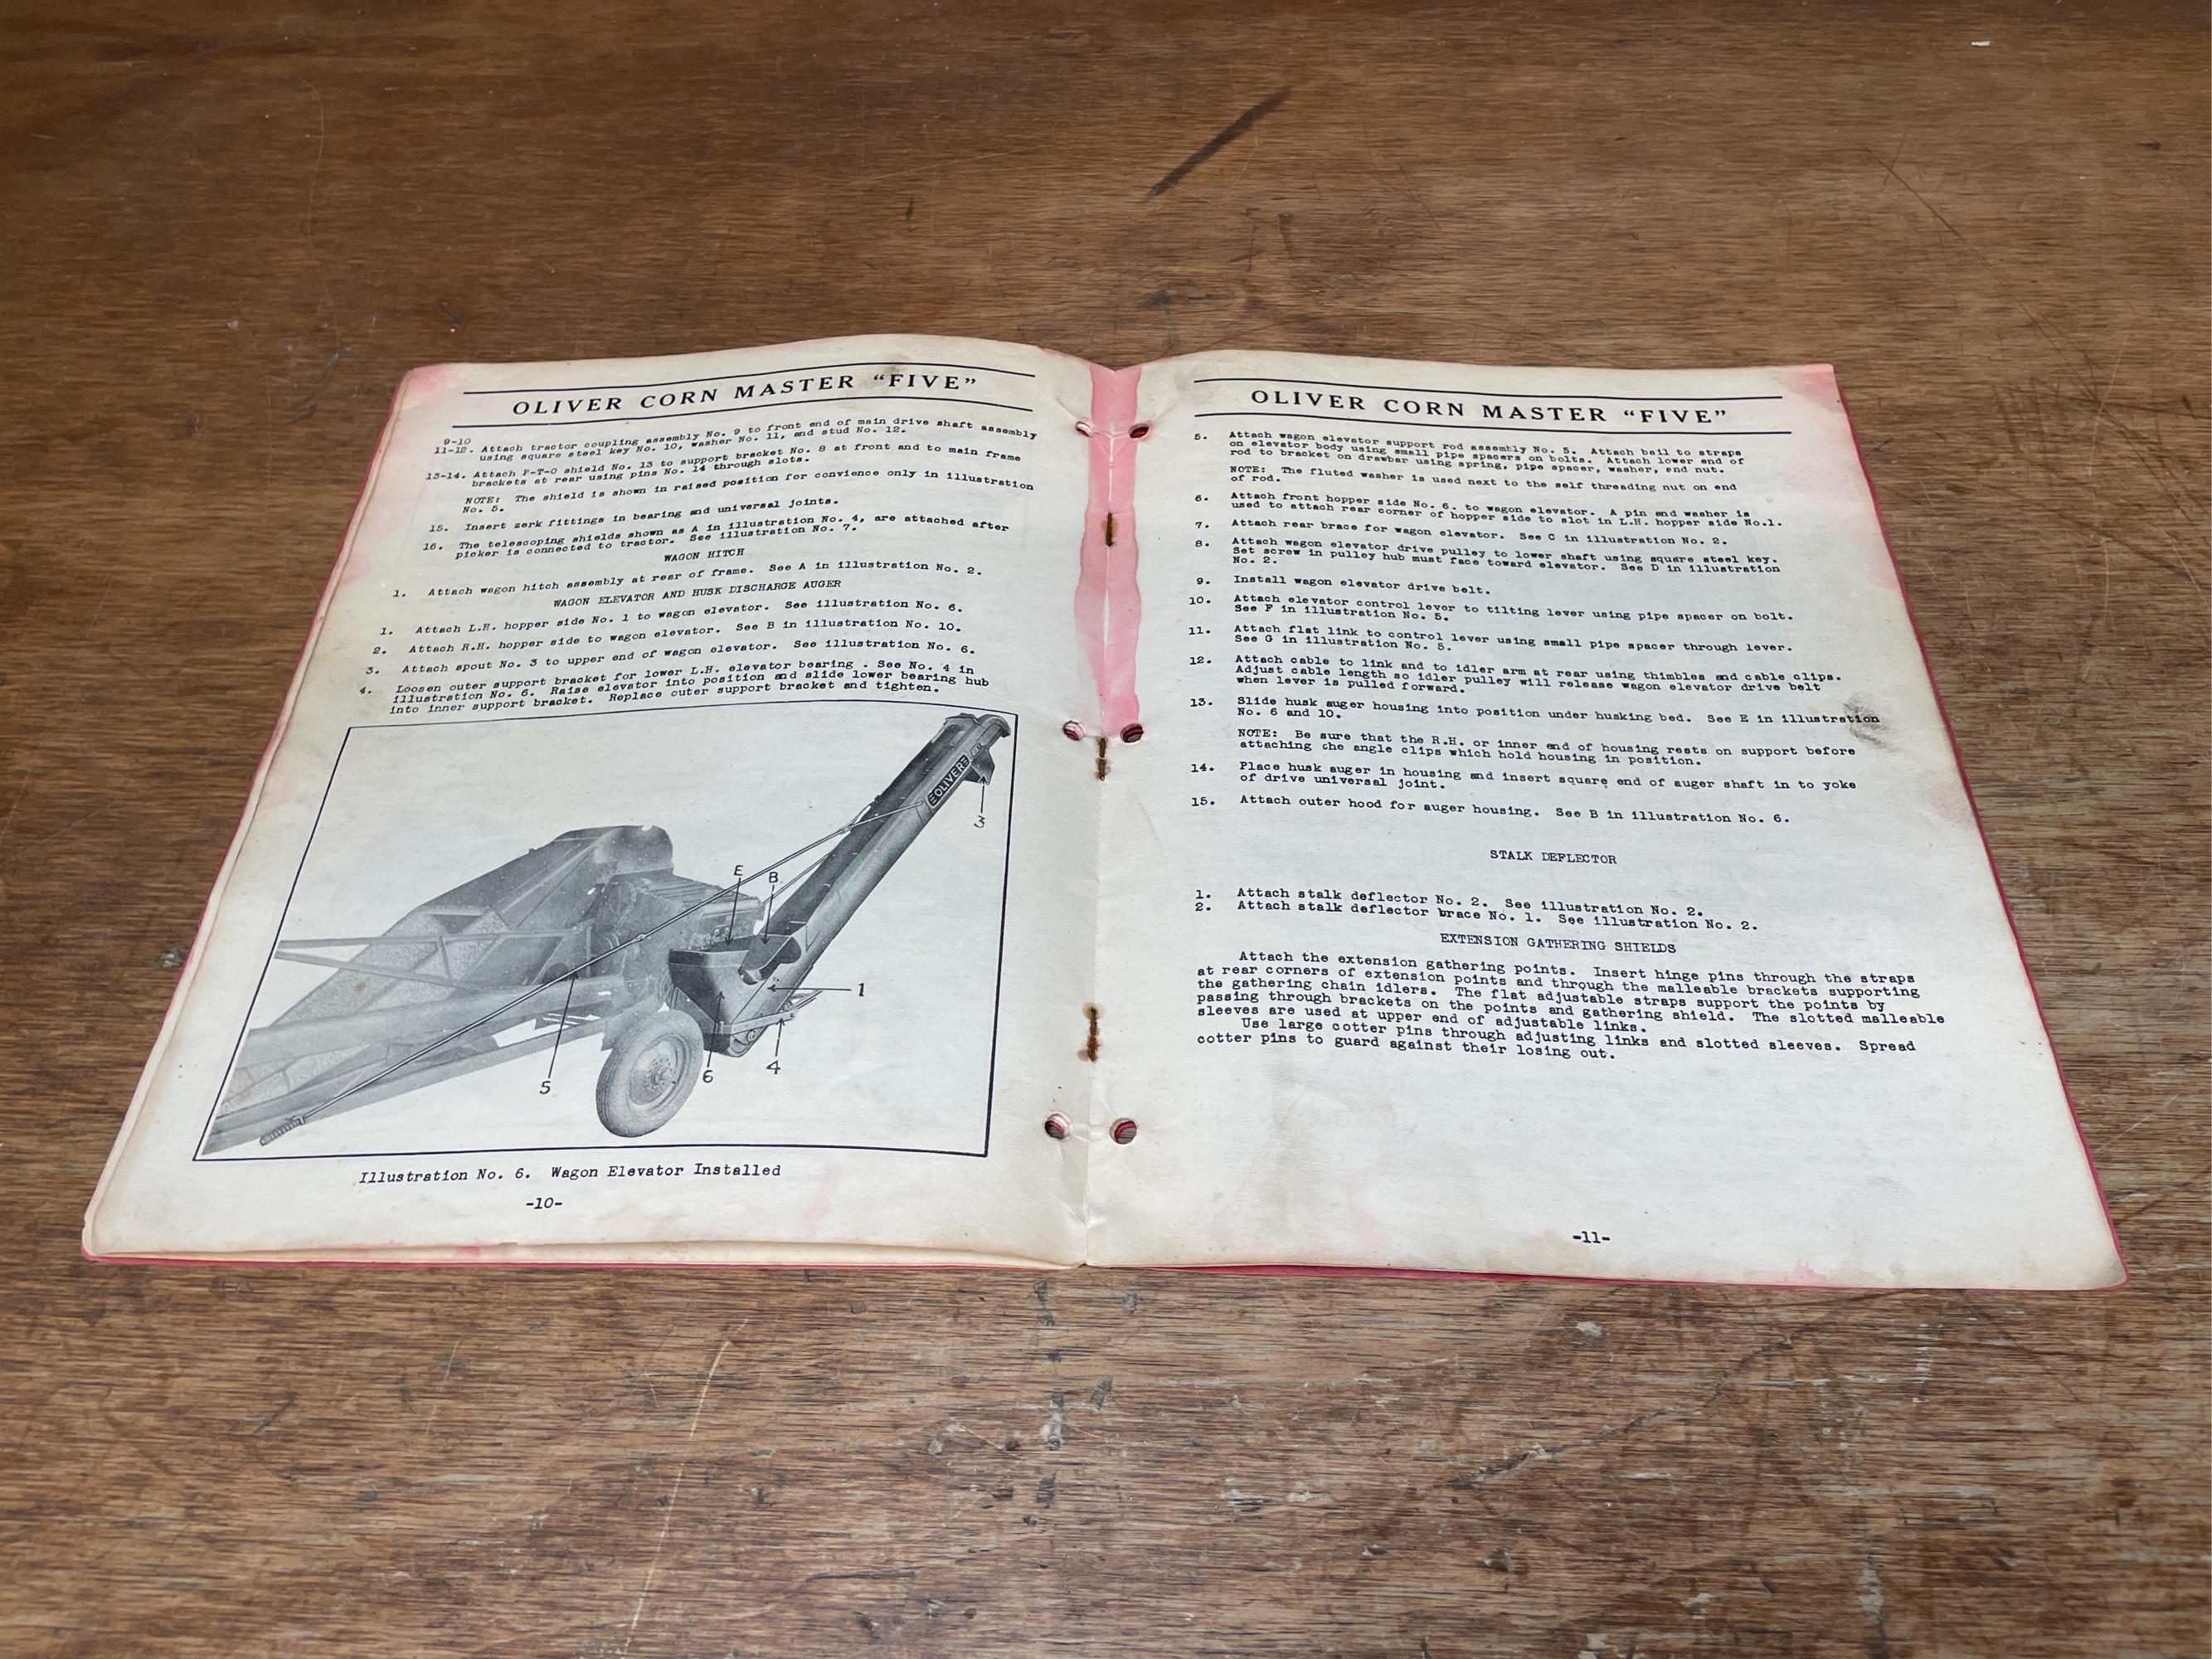 OLIVER CORN MASTER “FIVE”
9-10
11-12. Attach tractor coupling assembly No. 9 to front end of main drive shaft assembly
using square steel key No. 10, washer No. 11, and stud No. 12.
13-14. Attach P-T-O shield No. 13 to support bracket No. 8 at front and to main frame
brackets at rear using pins No. 14 through slots.
NOTE: The shield is shown in raised position for convience only in illustration
No. 5.
15. Insert zerk fittings in bearing and universal joints.
16. The telescoping shields shown as A in illustration No. 4, are attached after
picker is connected to tractor. See illustration No. 7.
WAGON HITCH
1. Attach wagon hitch assembly at rear of frame. See A in illustration No. 2.
WAGON ELEVATOR AND HUSK DISCHARGE AUGER
1. Attach L.H. hopper side No. 1 to wagon elevator. See illustration No. 6.
2. Attach R.H. hopper side to wagon elevator. See B in illustration No. 10.
3. Attach spout No. 3 to upper end of wagon elevator. See illustration No. 6.
4. Loosen outer support bracket for lower L.H. elevator bearing . See No. 4 in
illustration No. 6. Raise elevator into position and slide lower bearing hub
into inner support bracket. Replace outer support bracket and tighten.
OLIVER
3
E
B
1
5
6
4
Illustration No. 6. Wagon Elevator Installed
-10-
OLIVER CORN MASTER “FIVE”
5. Attach wagon elevator support rod assembly No. 5. Attach bail to straps
on elevator body using small pipe spacers on bolts. Attach lower end of
rod to bracket on drawbar using spring, pipe spacer, washer, end nut.
NOTE: The fluted washer is used next to the self threading nut on end
of rod.
6. Attach front hopper side No. 6. to wagon elevator. A pin and washer is
used to attach rear corner of hopper side to slot in L.H. hopper side No.1.
7. Attach rear brace for wagon elevator. See C in illustration No. 2.
8. Attach wagon elevator drive pulley to lower shaft using square steel key.
Set screw in pulley hub must face toward elevator. See D in illustration
No. 2.
9. Install wagon elevator drive belt.
10. Attach elevator control lever to tilting lever using pipe spacer on bolt.
See F in illustration No. 5.
11. Attach flat link to control lever using small pipe spacer through lever.
See G in illustration No. 5.
12. Attach cable to link and to idler arm at rear using thimbles and cable clips.
Adjust cable length so idler pulley will release wagon elevator drive belt
when lever is pulled forward.
13. Slide husk auger housing into position under husking bed. See E in illustration
No. 6 and 10.
NOTE: Be sure that the R.H. or inner end of housing rests on support before
attaching che angle clips which hold housing in position.
14. Place husk auger in housing and insert square end of auger shaft in to yoke
of drive universal joint.
15. Attach outer hood for auger housing. See B in illustration No. 6.
STALK DEFLECTOR
1. Attach stalk deflector No. 2. See illustration No. 2.
2. Attach stalk deflector brace No. 1. See illustration No. 2.
EXTENSION GATHERING SHIELDS
Attach the extension gathering points. Insert hinge pins through the straps
at rear corners of extension points and through the malleable brackets supporting
the gathering chain idlers. The flat adjustable straps support the points by
passing through brackets on the points and gathering shield. The slotted malleable
sleeves are used at upper end of adjustable links.
Use large cotter pins through adjusting links and slotted sleeves. Spread
cotter pins to guard against their losing out.
-11-